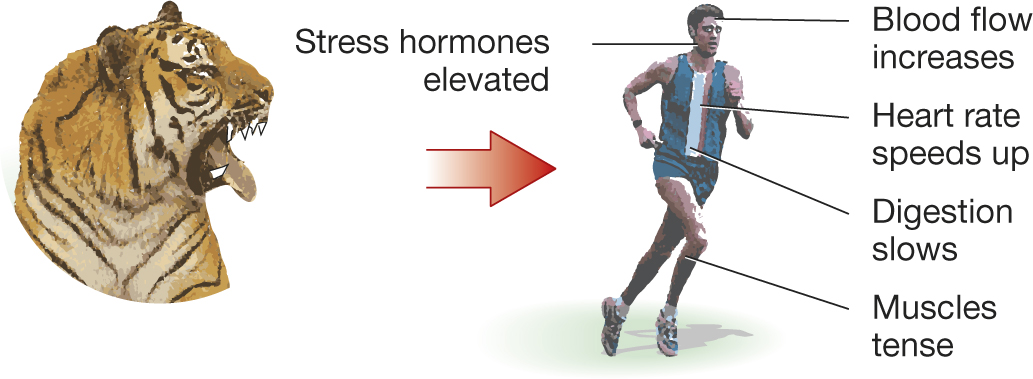 Stress hormones
elevated
Blood flow
increases
Heart rate
speeds up
Digestion
slows
Muscles
tense